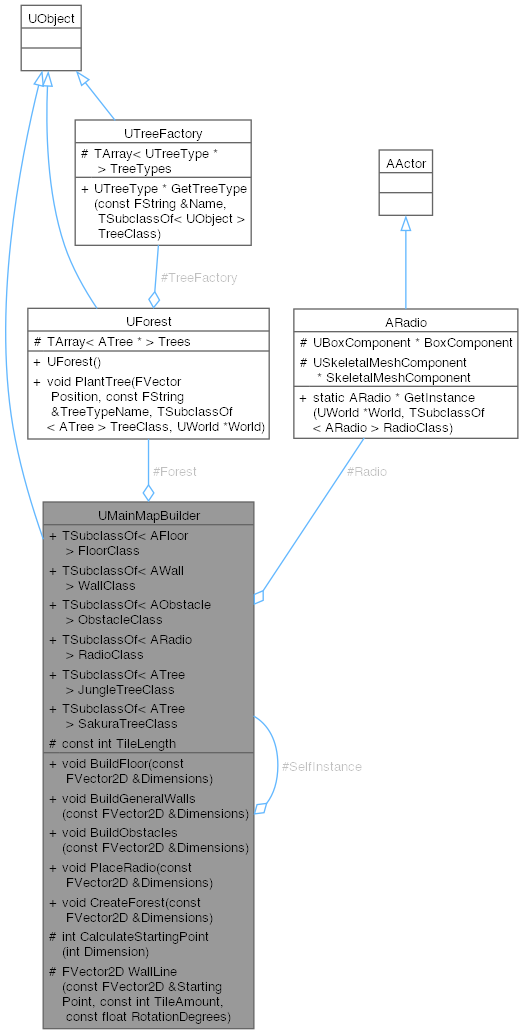 UObject
UTreeFactory
# TArray< UTreeType *
> TreeTypes
+ UTreeType * GetTreeType
(const FString &Name,
TSubclassOf< UObject >
TreeClass)
AActor
#TreeFactory
UForest
# TArray< ATree * > Trees
+ UForest()
+ void PlantTree(FVector
Position, const FString
&TreeTypeName, TSubclassOf
< ATree > TreeClass, UWorld *World)
ARadio
# UBoxComponent * BoxComponent
# USkeletalMeshComponent
* SkeletalMeshComponent
+ static ARadio * GetInstance
(UWorld *World, TSubclassOf
< ARadio > RadioClass)
#Forest
#Radio
UMainMapBuilder
+ TSubclassOf< AFloor
> FloorClass
+ TSubclassOf< AWall
> WallClass
+ TSubclassOf< AObstacle
> ObstacleClass
+ TSubclassOf< ARadio
> RadioClass
+ TSubclassOf< ATree
> JungleTreeClass
+ TSubclassOf< ATree
> SakuraTreeClass
# const int TileLength
+ void BuildFloor(const
FVector2D &Dimensions)
+ void BuildGeneralWalls
(const FVector2D &Dimensions)
+ void BuildObstacles
(const FVector2D &Dimensions)
+ void PlaceRadio(const
FVector2D &Dimensions)
+ void CreateForest(const
FVector2D &Dimensions)
# int CalculateStartingPoint
(int Dimension)
# FVector2D WallLine
(const FVector2D &Starting
Point, const int TileAmount,
const float RotationDegrees)
#SelfInstance